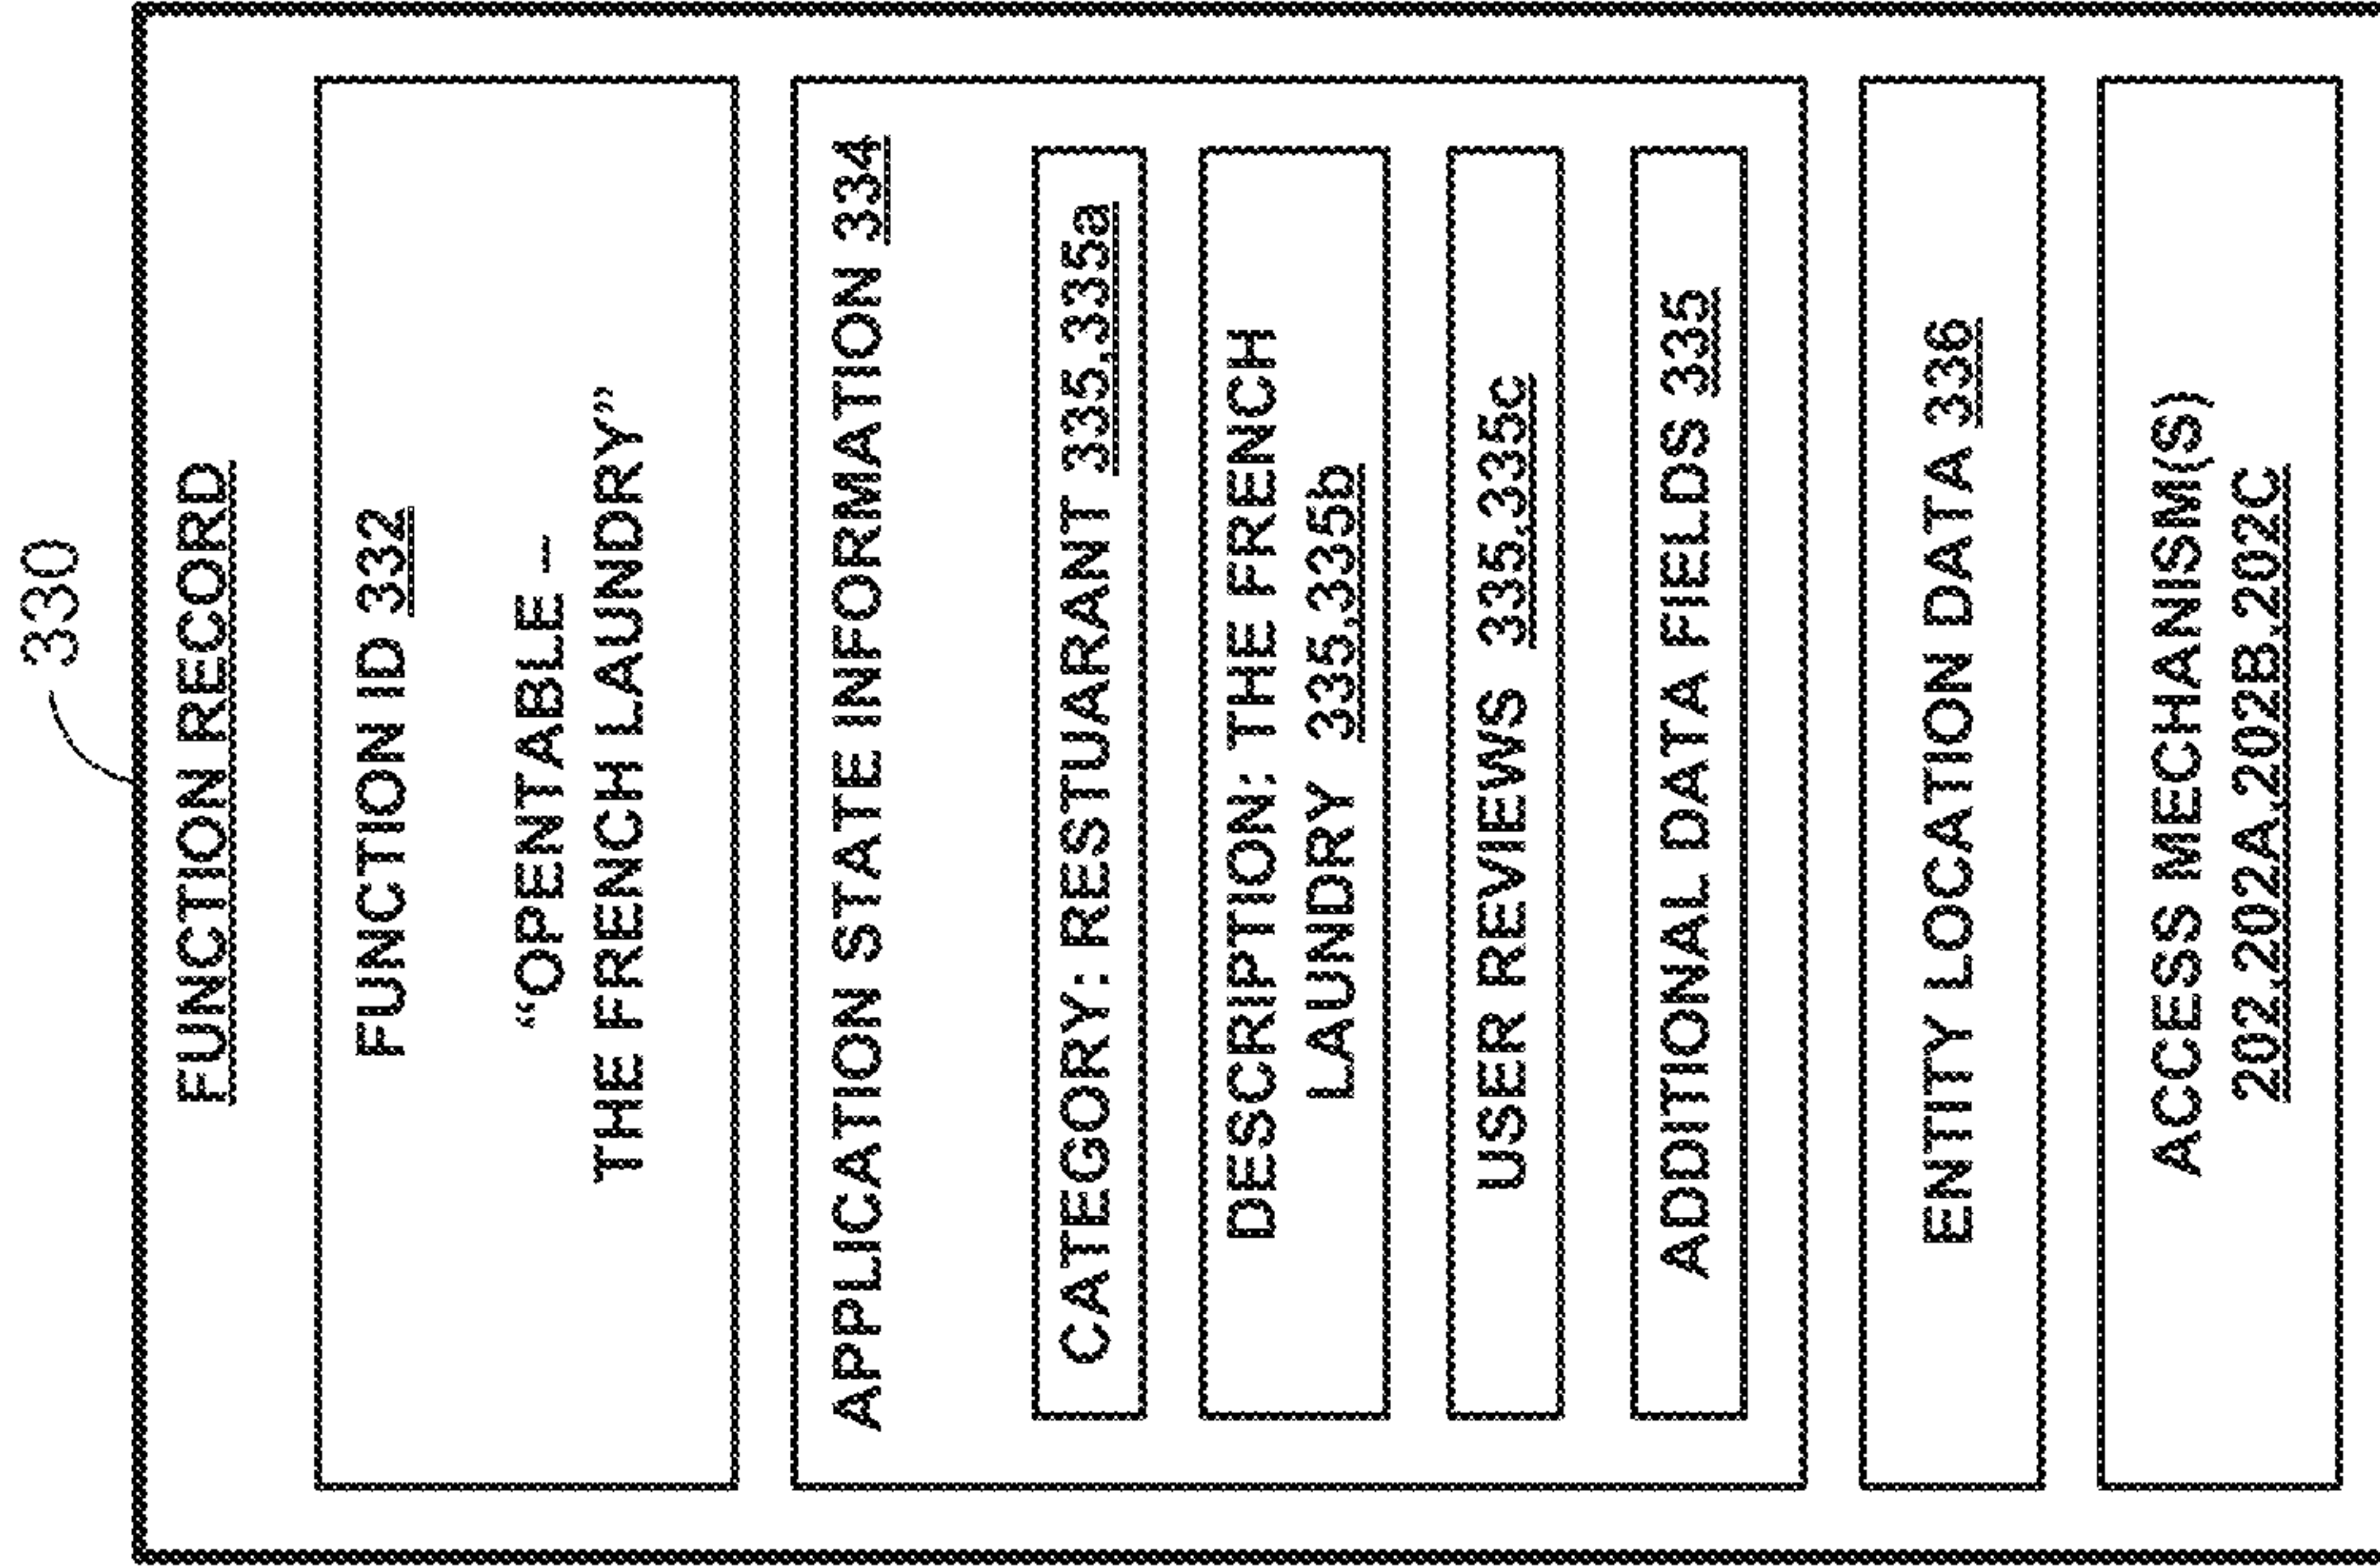 330
FUNCTION RECORD
FUNCTION ID 332
“OPENTABLE –
THE FRENCH LAUNDRY”
APPLICATION STATE INFORMATION 334
CATEGORY: RESTUARANT 335,335a
DESCRIPTION: THE FRENCH
LAUNDRY 335,335b
USER REVIEWS 335,335c
ADDITIONAL DATA FIELDS 335
ENTITY LOCATION DATA 336
ACCESS MECHANISM(S)
202,202A,202B,202C